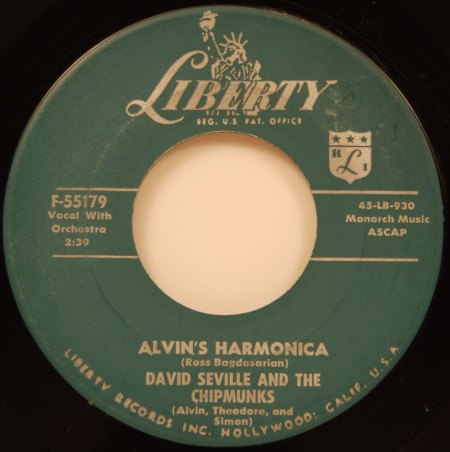 LIBERTY
REG. U.S. PAT. OFFICE
R L I
F-55179
Vocal With
Orchestra
2:39
45-LB-930
Monarch Music
ASCAP
ALVIN'S HARMONICA
(Ross Bagdasarian)
DAVID SEVILLE AND THE
CHIPMUNKS
(Alvin, Theodore, and
Simon)
LIBERTY RECORDS INC. HOLLYWOOD: CALIF. U.S.A.